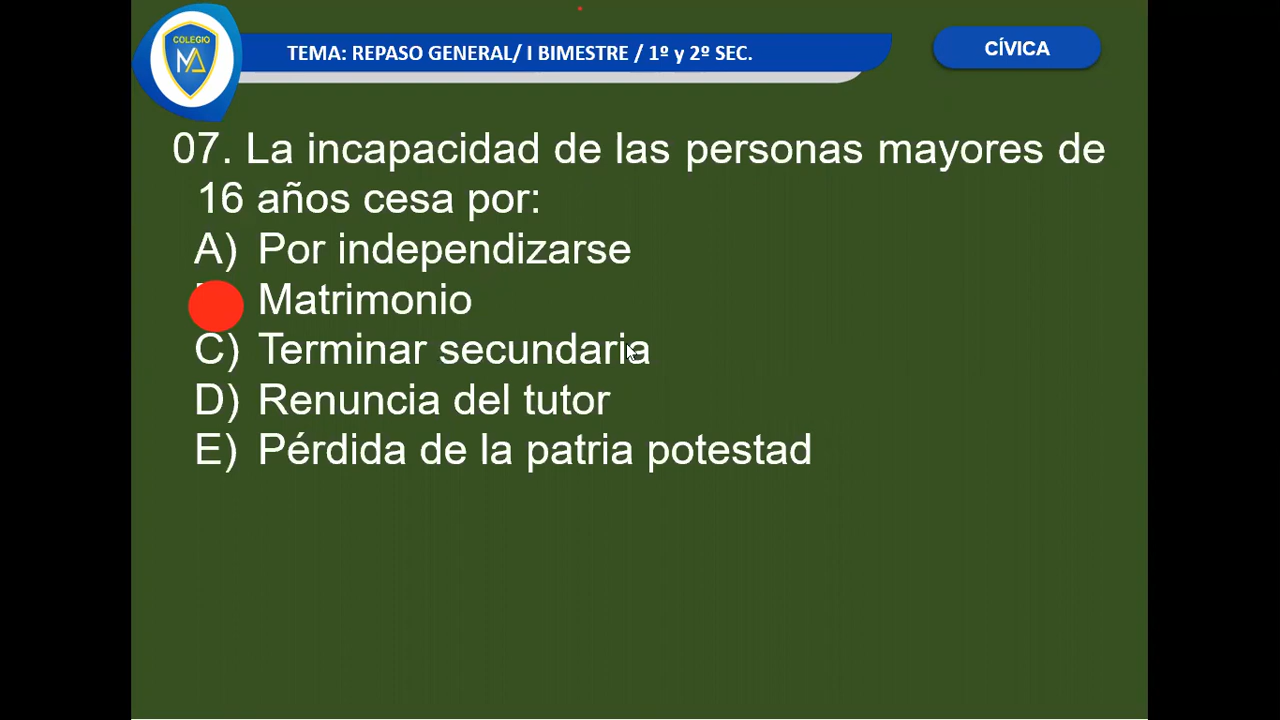 COLEGIO
MA
TEMA: REPASO GENERAL/ I BIMESTRE / 1º y 2º SEC.
CÍVICA
07. La incapacidad de las personas mayores de
16 años cesa por:
A) Por independizarse
Matrimonio
C) Terminar secundaria
D) Renuncia del tutor
E) Pérdida de la patria potestad